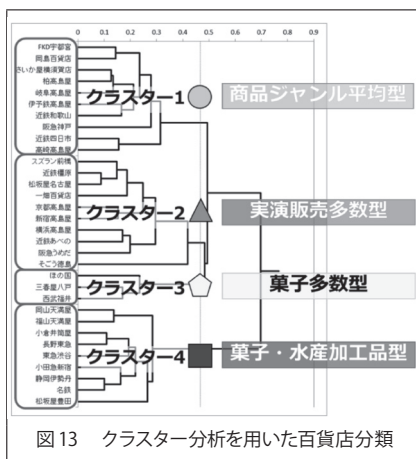 0 0.1 0.2 0.3 0.4 0.5 0.6 0.7 0.8 0.9
FKD宇都宮
岡島百貨店
さいか屋横須賀店
柏高島屋
岐阜高島屋
伊予鉄高島屋
近鉄和歌山
阪急神戸
近鉄四日市
高崎高島屋
クラスター1
商品ジャンル平均型
スズラン前橋
近鉄橿原
松坂屋名古屋
一畑百貨店
京都高島屋
新宿高島屋
横浜高島屋
近鉄あべの
阪急うめだ
そごう徳島
クラスター2
実演販売多数型
ほの国
三春屋八戸
西武福井
クラスター3
菓子多数型
岡山天満屋
福山天満屋
小倉井筒屋
長野東急
東急渋谷
小田急新宿
静岡伊勢丹
名鉄
松坂屋豊田
クラスター4
菓子・水産加工品型
図13 クラスター分析を用いた百貨店分類